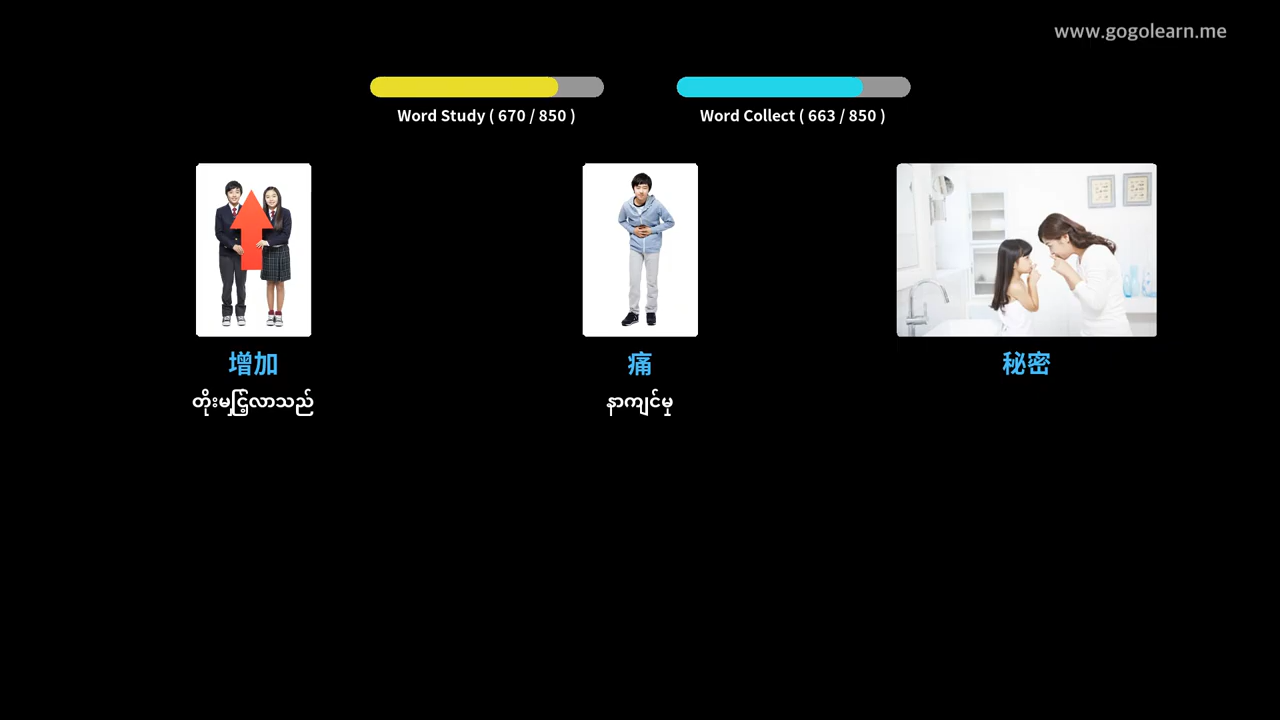 www.gogolearn.me
Word Study ( 670 / 850 )
Word Collect ( 663 / 850 )
增加
痛
秘密
တိုးမြှင့်လာသည်
နာကျင်မှု